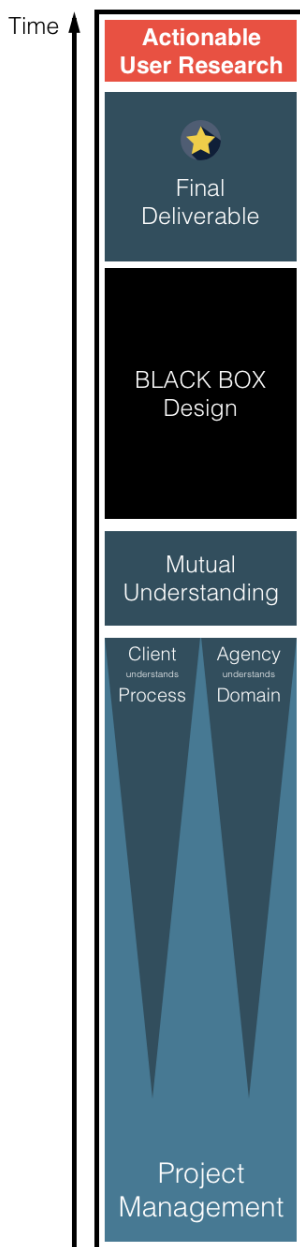 Time
Actionable
User Research
Final
Deliverable
BLACK BOX
Design
Mutual
Understanding
Client
understands
Process
Agency
understands
Domain
Project
Management